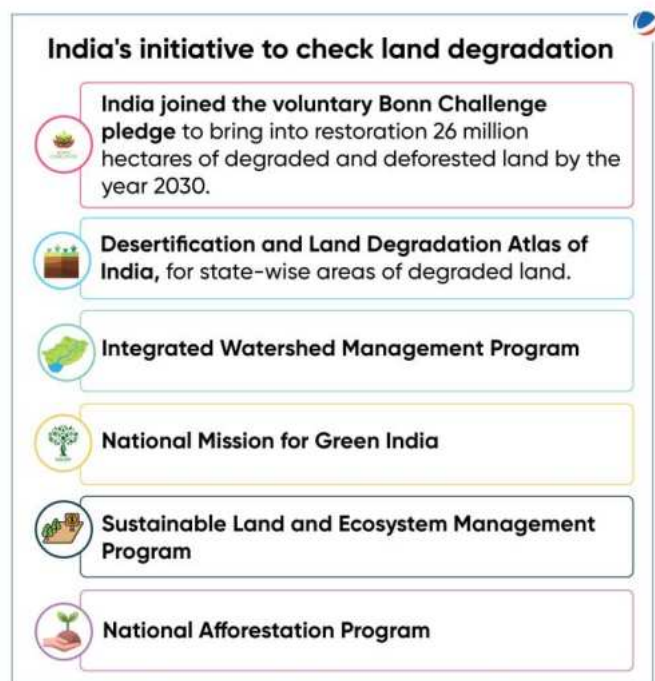 India's initiative to check land degradation
India joined the voluntary Bonn Challenge
pledge to bring into restoration 26 million
hectares of degraded and deforested land by the
year 2030.
Desertification and Land Degradation Atlas of
India, for state-wise areas of degraded land.
Integrated Watershed Management Program
National Mission for Green India
Sustainable Land and Ecosystem Management
Program
National Afforestation Program